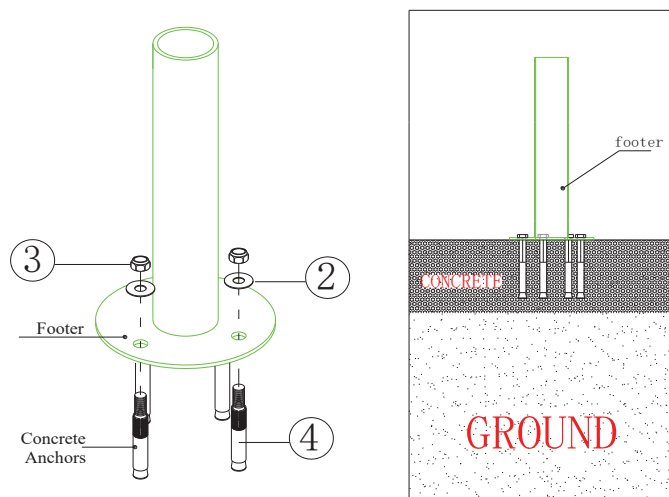 3
2
Footer
Concrete
Anchors
4
footer
CONCRETE
GROUND